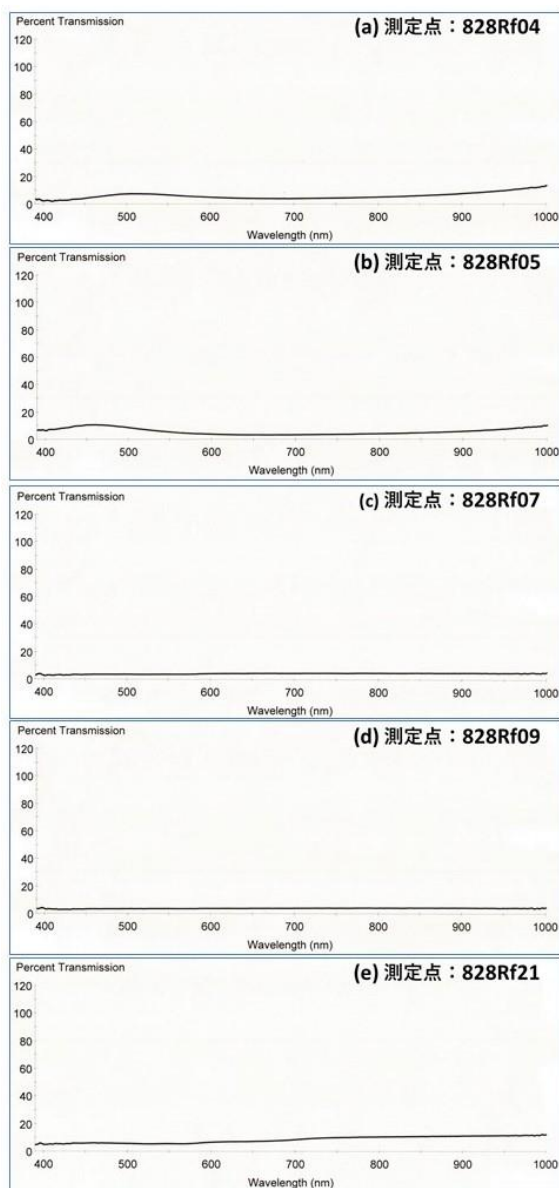 Percent Transmission
(a) 測定点：828Rf04
120
100
80
60
40
20
0
400 500 600 700 800 900 1000
Wavelength (nm)
Percent Transmission
(b) 測定点：828Rf05
120
100
80
60
40
20
0
400 500 600 700 800 900 1000
Wavelength (nm)
Percent Transmission
(c) 測定点：828Rf07
120
100
80
60
40
20
0
400 500 600 700 800 900 1000
Wavelength (nm)
Percent Transmission
(d) 測定点：828Rf09
120
100
80
60
40
20
0
400 500 600 700 800 900 1000
Wavelength (nm)
Percent Transmission
(e) 測定点：828Rf21
120
100
80
60
40
20
0
400 500 600 700 800 900 1000
Wavelength (nm)